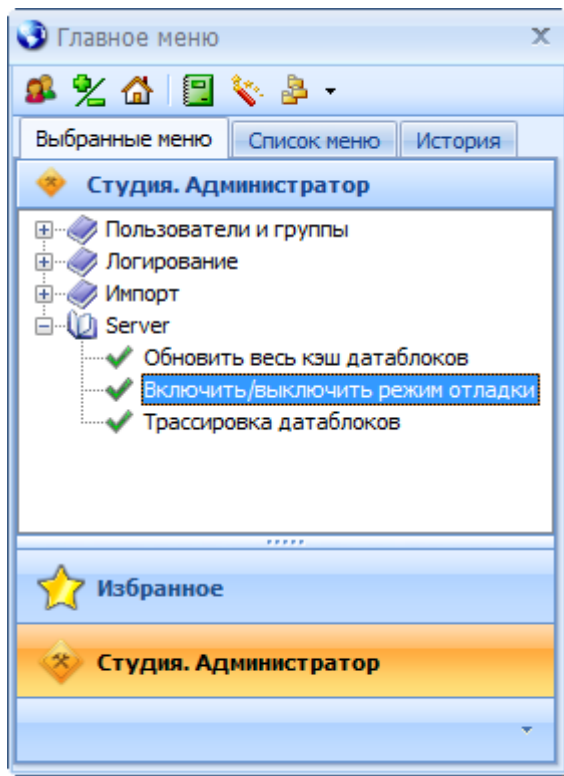 Главное меню
Выбранные меню Список меню История
Студия. Администратор
Пользователи и группы
Логирование
Импорт
Server
Обновить весь кэш датаблоков
Включить/выключить режим отладки
Трассировка датаблоков
Избранное
Студия. Администратор